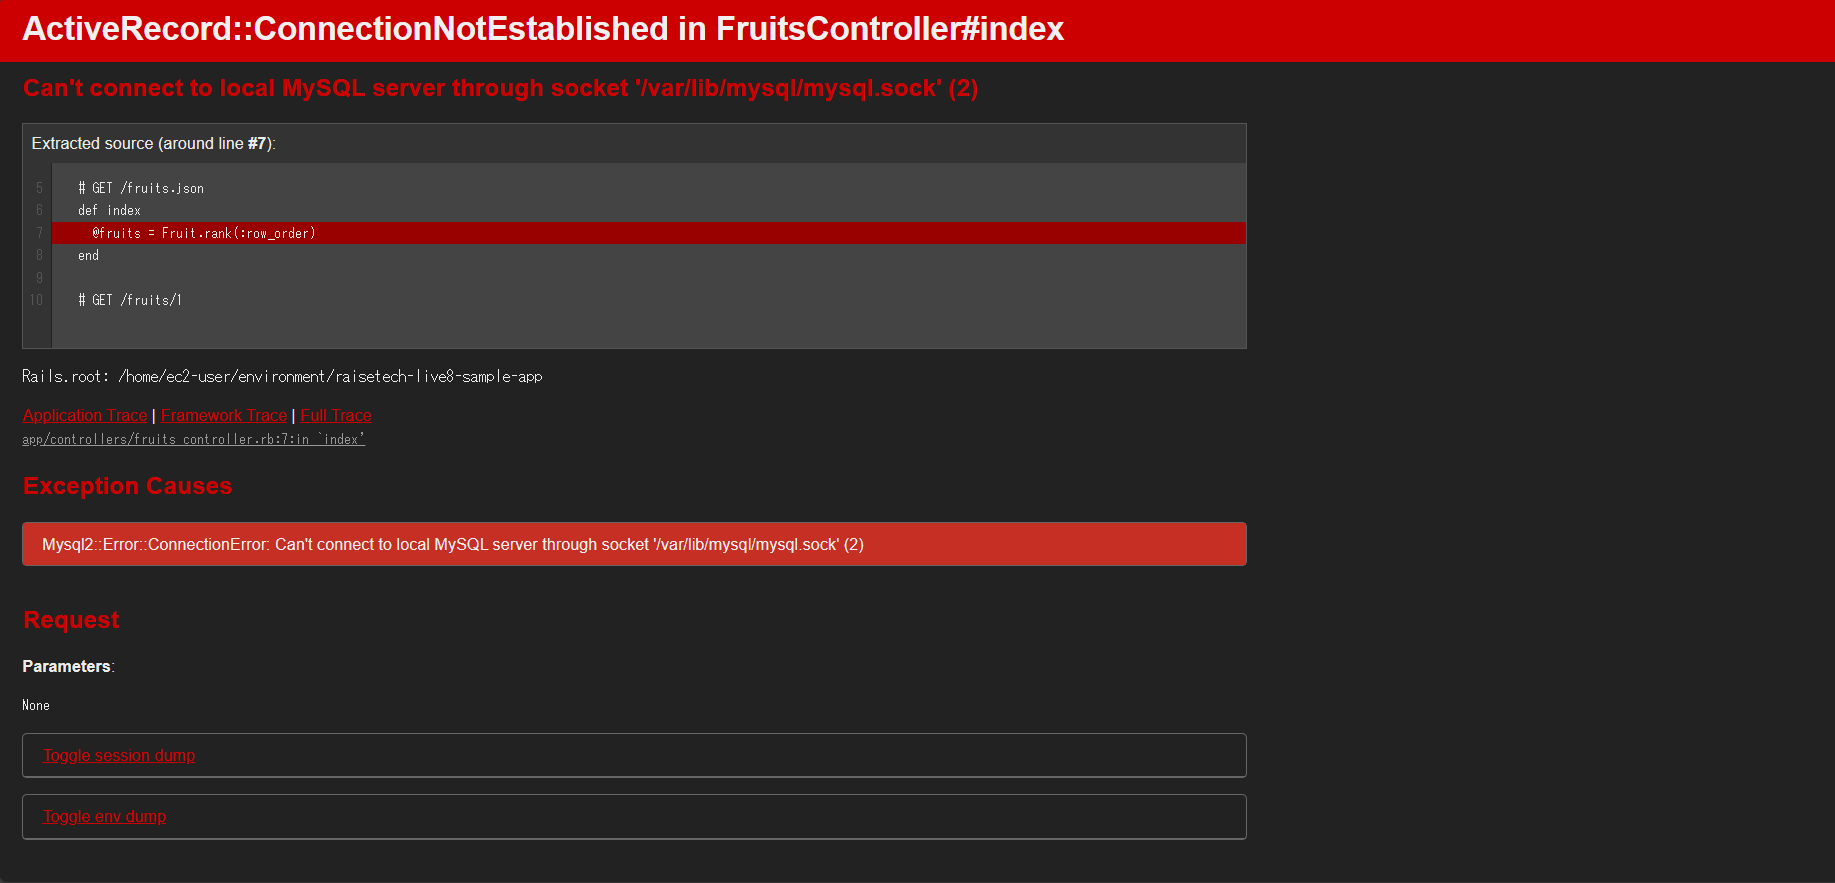 ActiveRecord::ConnectionNotEstablished in FruitsController#index
Can't connect to local MySQL server through socket '/var/lib/mysql/mysql.sock' (2)
Extracted source (around line #7):
5 # GET /fruits.json
6 def index
7 @fruits = Fruit.rank(:row_order)
8 end
9
10 # GET /fruits/1
Rails.root: /home/ec2-user/environment/raisetech-live8-sample-app
Application Trace | Framework Trace | Full Trace
app/controllers/fruits_controller.rb:7:in `index'
Exception Causes
Mysql2::Error::ConnectionError: Can't connect to local MySQL server through socket '/var/lib/mysql/mysql.sock' (2)
Request
Parameters:
None
Toggle session dump
Toggle env dump